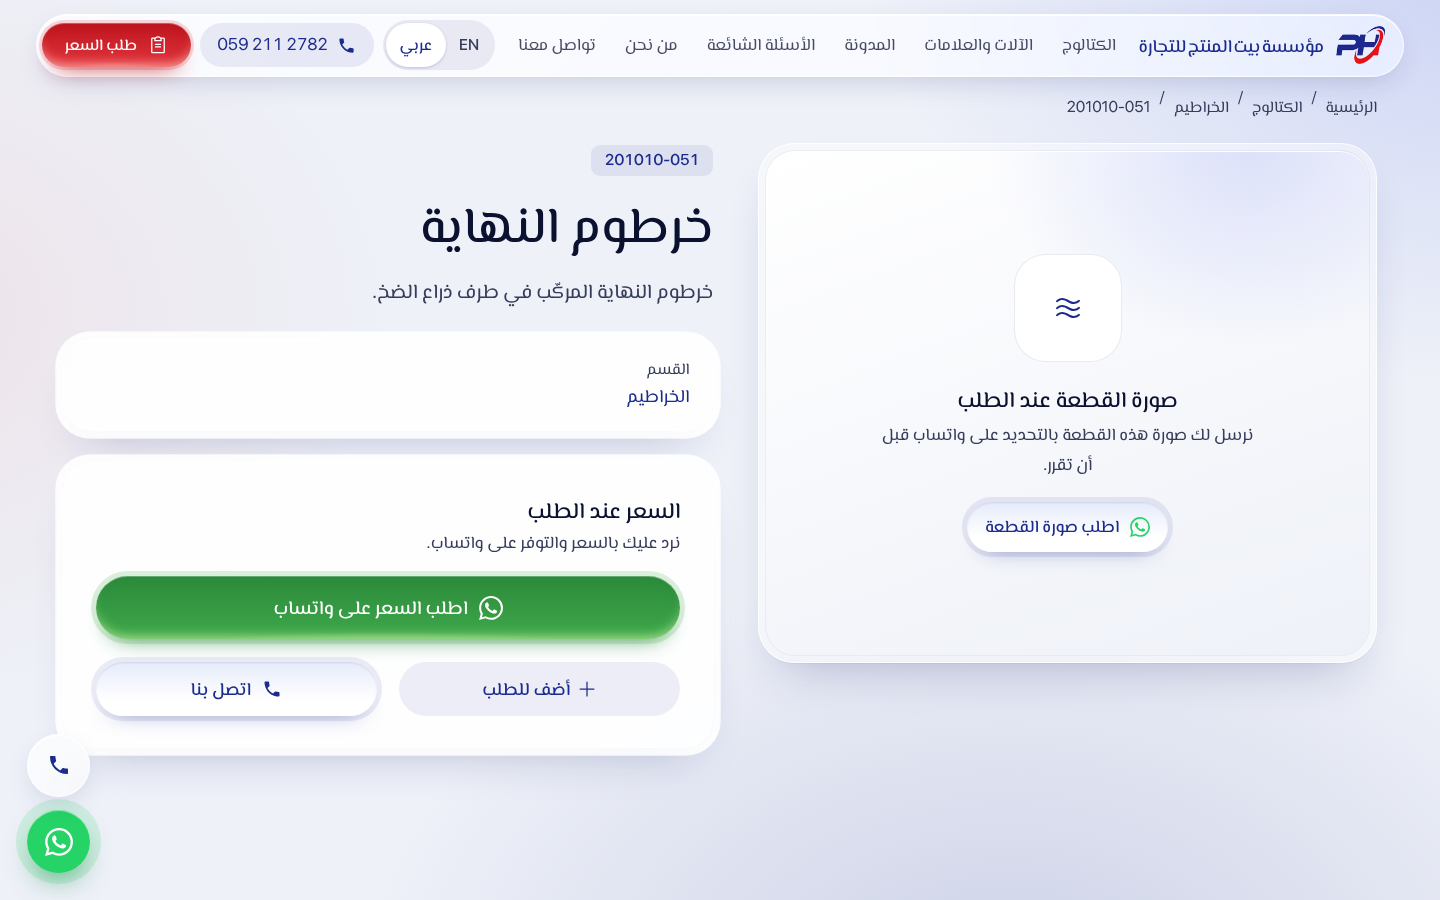 مؤسسة بيت المنتج للتجارة
الكتالوج
الآلات والعلامات
المدونة
الأسئلة الشائعة
من نحن
تواصل معنا
EN
عربي
059 211 2782
طلب السعر
الرئيسية / الكتالوج / الخراطيم / 201010-051
صورة القطعة عند الطلب
نرسل لك صورة هذه القطعة بالتحديد على واتساب قبل
أن تقرر.
اطلب صورة القطعة
201010-051
خرطوم النهاية
خرطوم النهاية المركّب في طرف ذراع الضخ.
القسم
الخراطيم
السعر عند الطلب
نرد عليك بالسعر والتوفر على واتساب.
اطلب السعر على واتساب
أضف للطلب
اتصل بنا